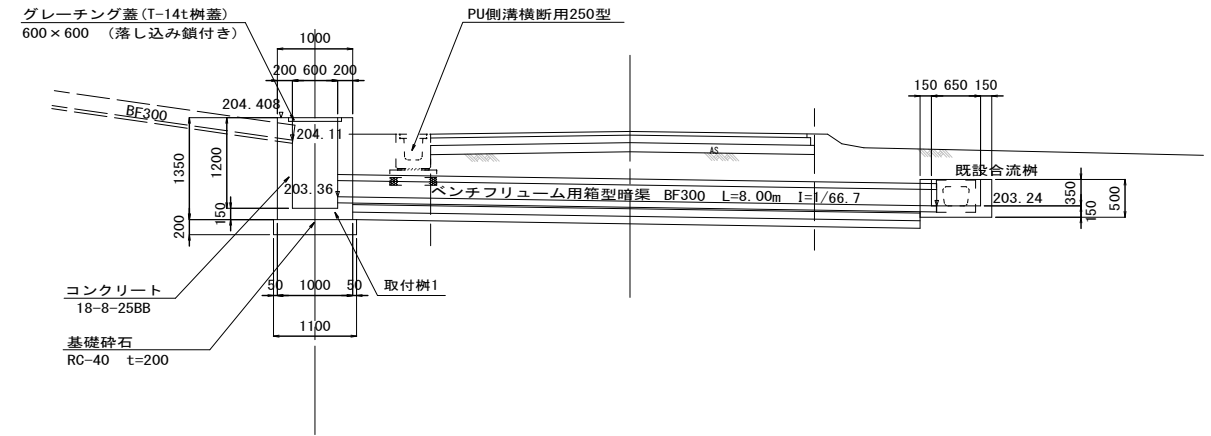 グレーチング蓋(T-14t桝蓋)
600×600 (落し込み鎖付き)
PU側溝横断用250型
1000
200 600 200
150 650 150
BF300
204.408
204.11
AS
既設合流桝
1350
1200
203.36
ベンチフリューム用箱型暗渠 BF300 L=8.00m I=1/66.7
203.24
350
500
150
150
200
コンクリート
18-8-25BB
50 1000 50
取付桝1
1100
基礎砕石
RC-40 t=200